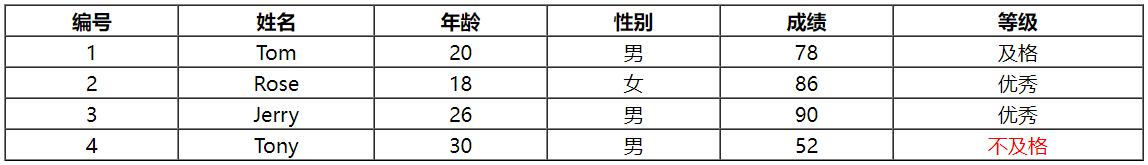 编号 姓名 年龄 性别 成绩 等级
1 Tom 20 男 78 及格
2 Rose 18 女 86 优秀
3 Jerry 26 男 90 优秀
4 Tony 30 男 52 不及格